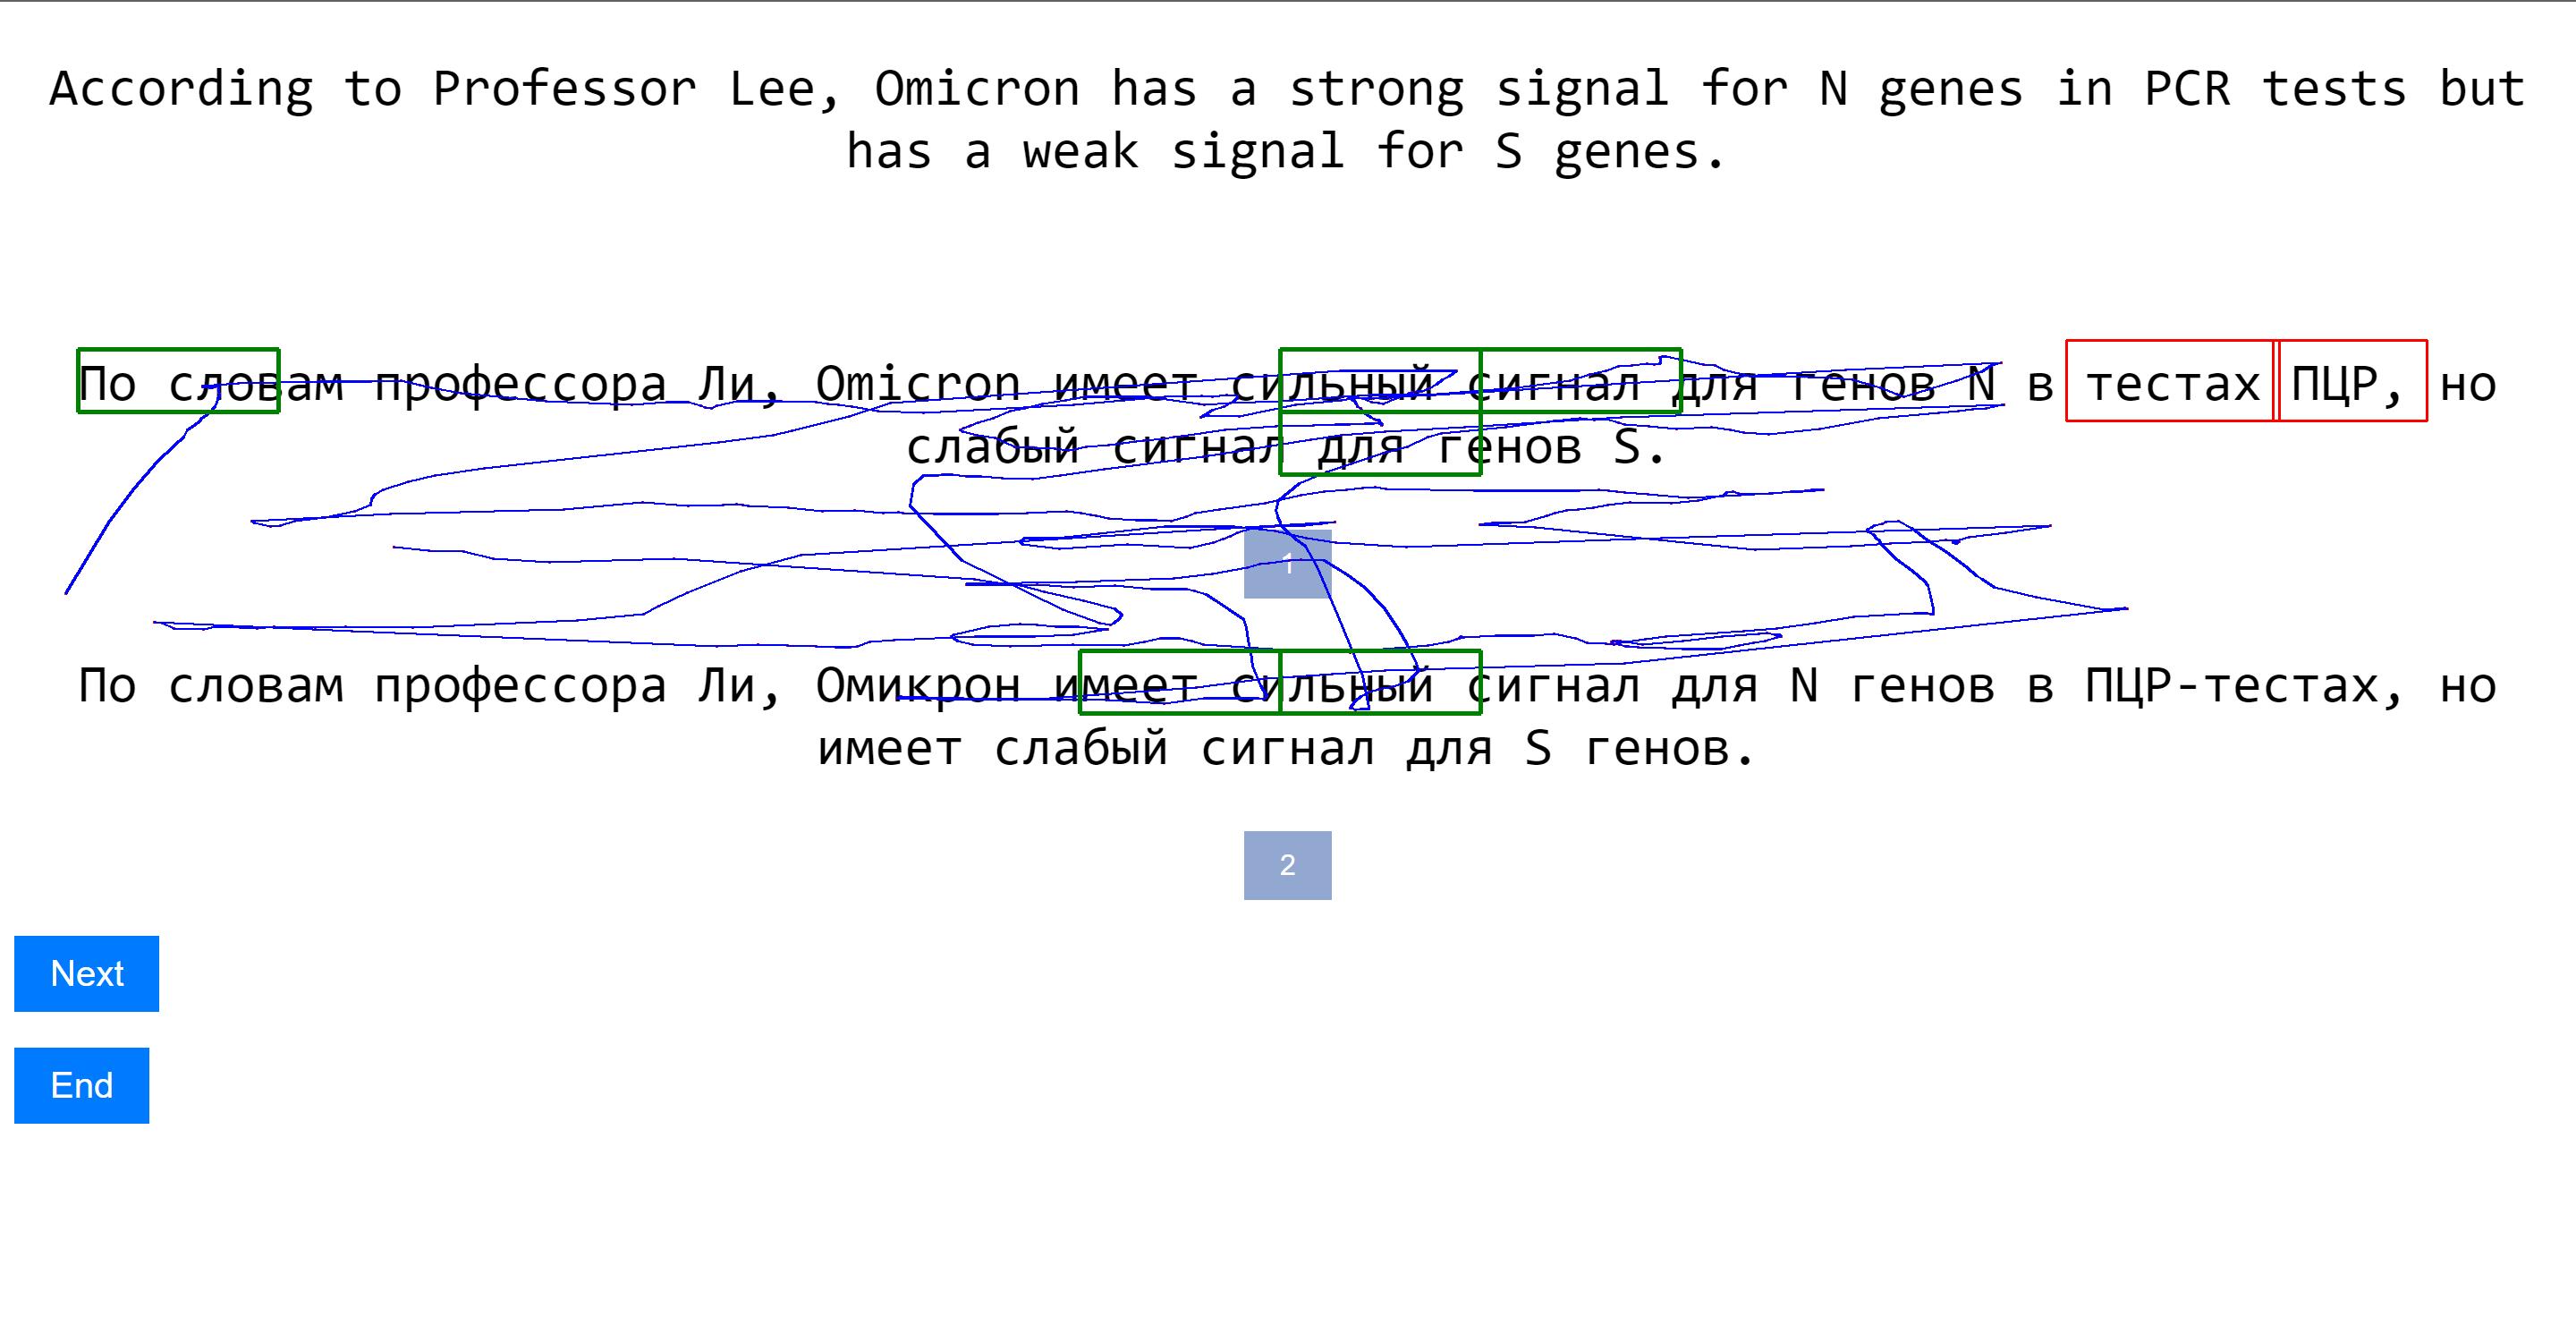 According to Professor Lee, Omicron has a strong signal for N genes in PCR tests but
has a weak signal for S genes.
По словам профессора Ли, Omicron имеет сильный сигнал для генов N в тестах ПЦР, но
слабый сигнал для генов S.
1
По словам профессора Ли, Омикрон имеет сильный сигнал для N генов в ПЦР-тестах, но
имеет слабый сигнал для S генов.
2
Next
End